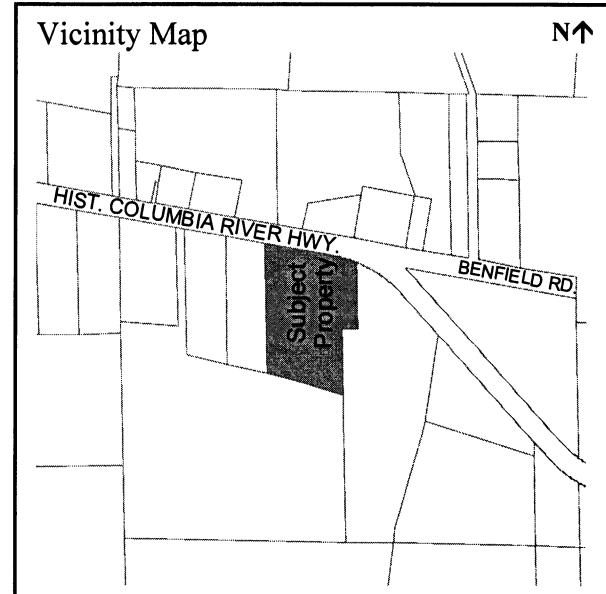 Vicinity Map
N↑
HIST. COLUMBIA RIVER HWY.
BENFIELD RD.
Subject
Property